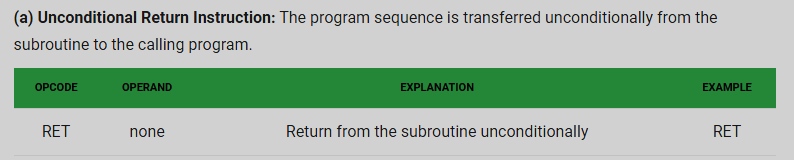 (a) Unconditional Return Instruction: The program sequence is transferred unconditionally from the
subroutine to the calling program.
OPCODE OPERAND EXPLANATION EXAMPLE
RET none Return from the subroutine unconditionally RET